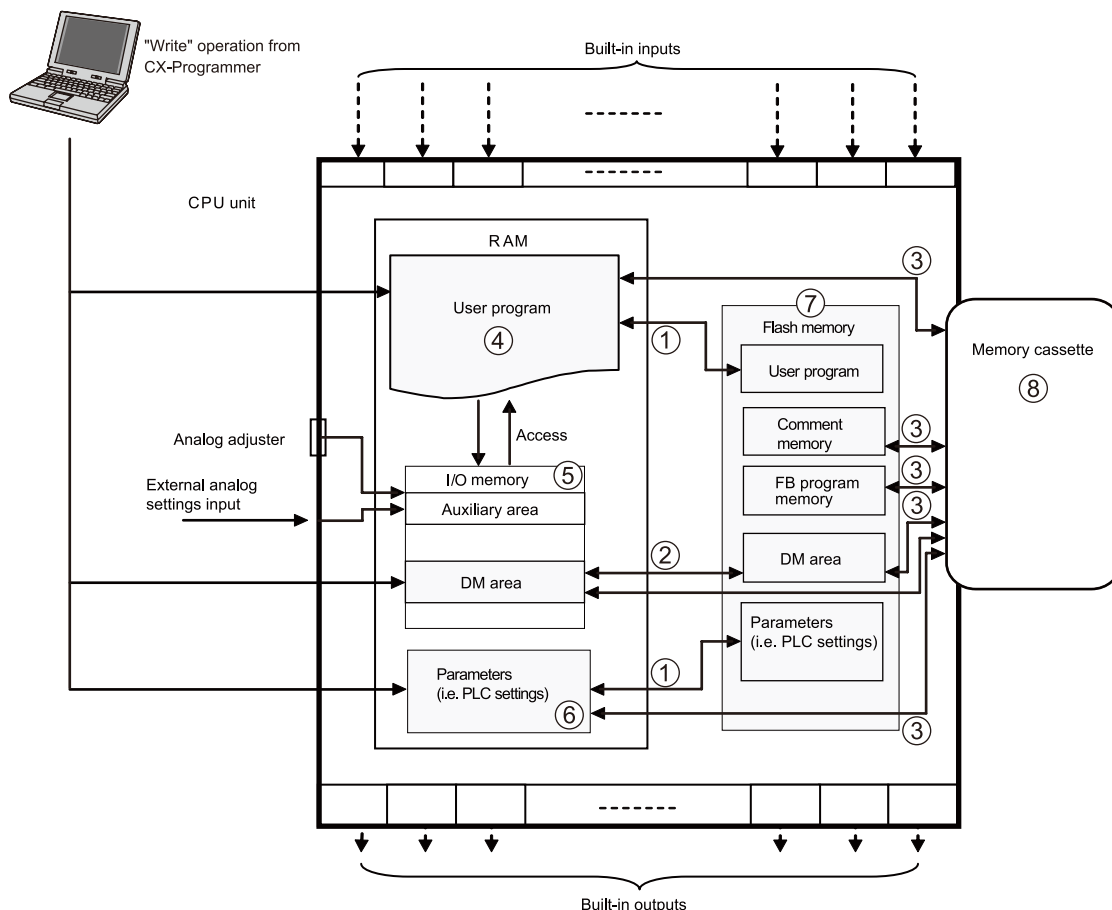 "Write" operation from
CX-Programmer
Built-in inputs
CPU unit
RAM
User program
④
①
③
⑦
Flash memory
User program
Memory cassette
⑧
Comment
memory
③
FB program
memory
③
③
Analog adjuster
Access
External analog
settings input
I/O memory
⑤
Auxiliary area
②
DM area
DM area
Parameters
(i.e. PLC settings)
①
Parameters
(i.e. PLC settings)
⑥
③
Built-in outputs